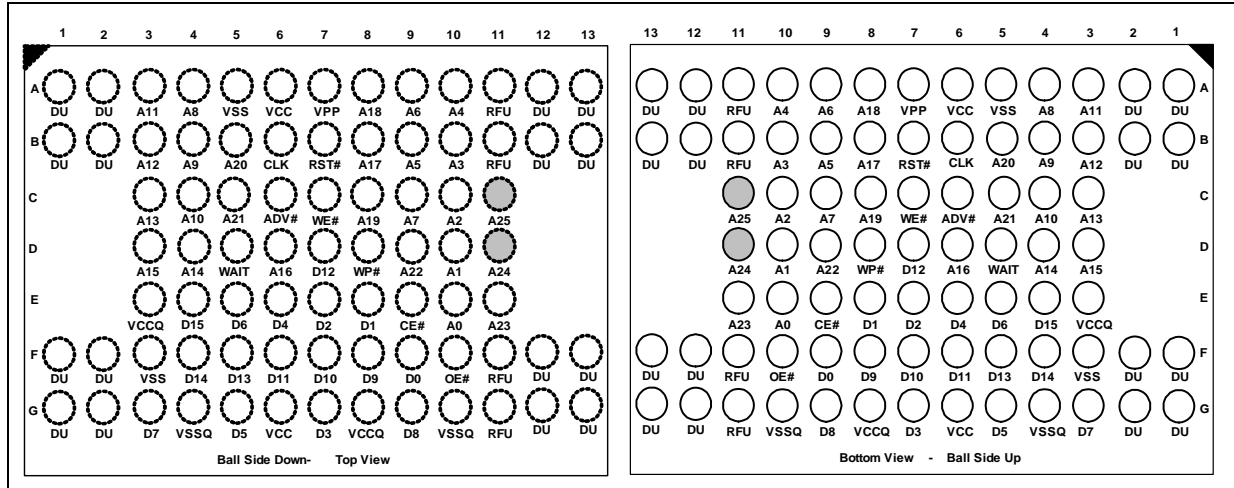 1 2 3 4 5 6 7 8 9 10 11 12 13
A
DU DU A11 A8 VSS VCC VPP A18 A6 A4 RFU DU DU
B
DU DU A12 A9 A20 CLK RST# A17 A5 A3 RFU DU DU
C
A13 A10 A21 ADV# WE# A19 A7 A2 A25
D
A15 A14 WAIT A16 D12 WP# A22 A1 A24
E
VCCQ D15 D6 D4 D2 D1 CE# A0 A23
F
DU DU VSS D14 D13 D11 D10 D9 D0 OE# RFU DU DU
G
DU DU D7 VSSQ D5 VCC D3 VCCQ D8 VSSQ RFU DU DU
Ball Side Down- Top View
13 12 11 10 9 8 7 6 5 4 3 2 1
A
DU DU RFU A4 A6 A18 VPP VCC VSS A8 A11 DU DU
B
DU DU RFU A3 A5 A17 RST# CLK A20 A9 A12 DU DU
C
A25 A2 A7 A19 WE# ADV# A21 A10 A13
D
A24 A1 A22 WP# D12 A16 WAIT A14 A15
E
A23 A0 CE# D1 D2 D4 D6 D15 VCCQ
F
DU DU RFU OE# D0 D9 D10 D11 D13 D14 VSS DU DU
G
DU DU RFU VSSQ D8 VCCQ D3 VCC D5 VSSQ D7 DU DU
Bottom View - Ball Side Up